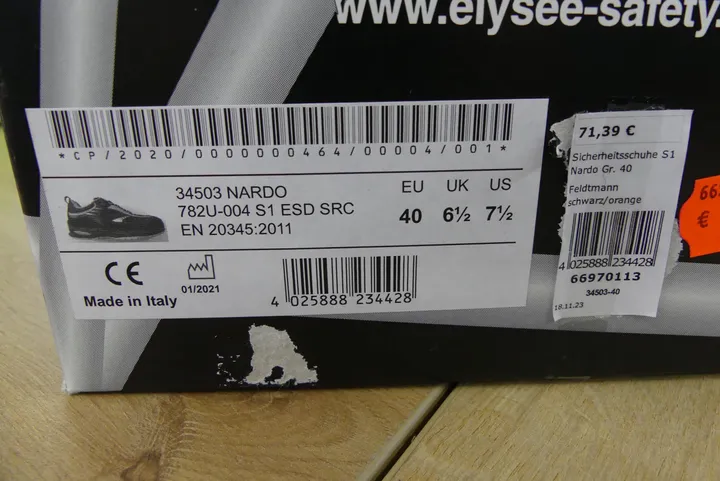 www.elysee-safety.
*CP/2020/0000000464/00004/001*
34503 NARDO
782U-004 S1 ESD SRC
EN 20345:2011
EU UK US
40 6½ 7½
CE
Made in Italy
01/2021
4 025888 234428
71,39 €
Sicherheitsschuhe S1
Nardo Gr. 40
Feldtmann
schwarz/orange
4 025888 234428
66970113
34503-40
18.11.23
66
€